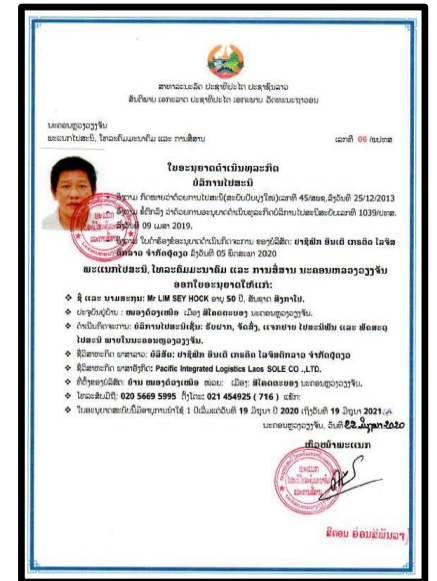 ສາທາລະນະລັດ ປະຊາທິປະໄຕ ປະຊາຊົນລາວ
ສັນຕິພາບ ເອກະລາດ ປະຊາທິປະໄຕ ເອກະພາບ ວັດທະນະຖາວອນ
ນະຄອນຫຼວງວຽງຈັນ
ພະແນກໄປສະນີ, ໂທລະຄົມມະນາຄົມ ແລະ ການສື່ສານ
ເລກທີ 06 /ພປທສ
ໃບອະນຸຍາດດຳເນີນທຸລະກິດ
ບໍລິການໄປສະນີ
ອີງຕາມ ກົດໝາຍວ່າດ້ວຍການໄປສະນີ(ສະບັບປັບປຸງໃໝ່)ເລກທີ 45/ສພຊ,ລົງວັນທີ 25/12/2013
ອີງຕາມ ຂໍ້ຕົກລົງ ວ່າດ້ວຍການອະນຸຍາດດຳເນີນທຸລະກິດບໍລິການໄປສະນີສະບັບເລກທີ 1039/ປທສ.
ລົງວັນທີ 09 ເມສາ 2019.
ອີງຕາມ ໃບຄຳຮ້ອງຂໍອະນຸຍາດດຳເນີນກິດຈະການ ຂອງບໍລິສັດ: ປາຊິຟິກ ອິນເຕີ ເກຣດິດ ໂລຈິສ
ຕິກລາວ ຈຳກັດຜູ້ດຽວ ລົງວັນທີ 05 ພຶດສະພາ 2020
ພະແນກໄປສະນີ, ໂທລະຄົມມະນາຄົມ ແລະ ການສື່ສານ ນະຄອນຫລວງວຽງຈັນ
ອອກໃບອະນຸຍາດໃຫ້ແກ່:
❖ ຊື່ ແລະ ນາມສະກຸນ: Mr LIM SEY HOCK ອາຍຸ 50 ປີ, ສັນຊາດ ສິງກາໂປ.
❖ ປະຈຸບັນຢູ່ບ້ານ : ໜອງດ້ວງເໜືອ ເມືອງ ສີໂຄດຕະບອງ ນະຄອນຫຼວງວຽງຈັນ.
❖ ດຳເນີນກິດຈະການ: ບໍລິການໄປສະນີເຊັ່ນ: ຮັບຝາກ, ຈັດສົ່ງ, ແຈກຢາຍ ໄປສະນີພັນ ແລະ ພັດສະດຸ
ໄປສະນີ ພາຍໃນນະຄອນຫຼວງວຽງຈັນ.
❖ ຊື່ວິສາຫະກິດ ພາສາລາວ: ບໍລິສັດ: ປາຊິຟິກ ອິນເຕີ ເກຣດິດ ໂລຈິສຕິກລາວ ຈຳກັດຜູ້ດຽວ
❖ ຊື່ວິສາຫະກິດ ພາສາອັງກິດ: Pacific Integrated Logistics Laos SOLE CO .,LTD.
❖ ທີ່ຕັ້ງຂອງບໍລິສັດ: ບ້ານ ໜອງດ້ວງເໜືອ ໜ່ວຍ: ເມືອງ: ສີໂຄດຕະບອງ ນະຄອນຫຼວງວຽງຈັນ.
❖ ໂທລະສັບມືຖື: 020 5669 5995 ຕັ້ງໂຕະ: 021 454925 ( 716 ) ແຟັກ:
❖ ໃບອະນຸຍາດສະບັບນີ້ມີອາຍຸການນຳໃຊ້ 1 ປີເລີ່ມແຕ່ວັນທີ 19 ມິຖຸນາ ປີ 2020 ເຖິງວັນທີ 19 ມິຖຸນາ 2021.
ນະຄອນຫຼວງວຽງຈັນ, ວັນທີ 22 ມິຖຸນາ 2020
ຫົວໜ້າພະແນກ
ສີຄອນ ອ່ອນສີພັນລາ